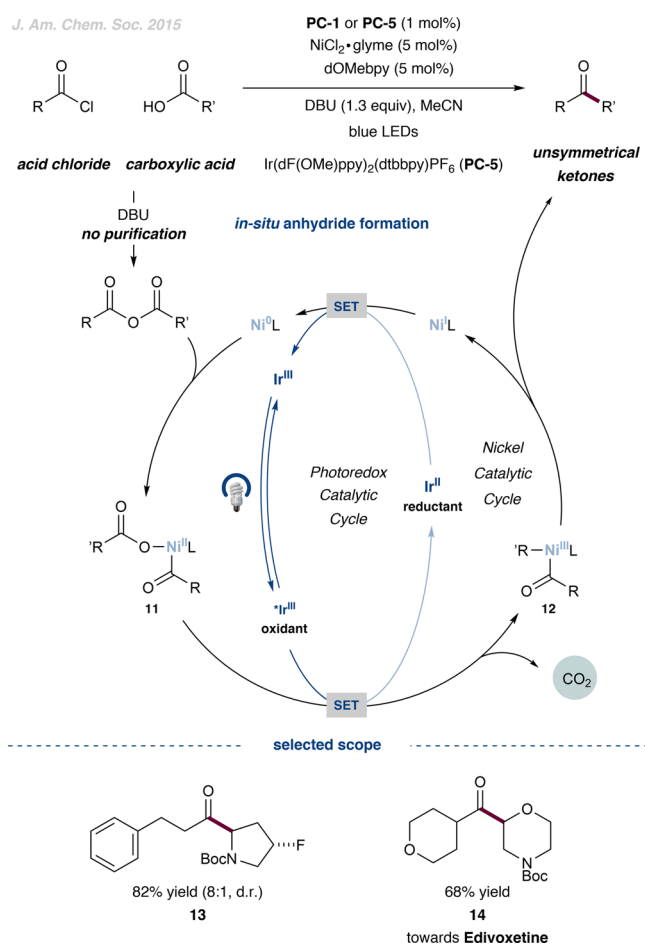 J. Am. Chem. Soc. 2015
PC-1 or PC-5 (1 mol%)
NiCl2•glyme (5 mol%)
dOMebpy (5 mol%)
DBU (1.3 equiv), MeCN
blue LEDs
Ir(dF(OMe)ppy)2(dtbbpy)PF6 (PC-5)
O
R
Cl
O
HO
R'
O
R
R'
acid chloride
carboxylic acid
unsymmetrical
ketones
DBU
no purification
in-situ anhydride formation
O
O
R
O
R'
Ni0L
SET
NiIL
IrIII
Photoredox
Catalytic
Cycle
IrII
reductant
Nickel
Catalytic
Cycle
O
'R
O
NiIIL
O
R
11
*IrIII
oxidant
'R
NiIIIL
O
R
12
SET
CO2
selected scope
O
BocN
F
82% yield (8:1, d.r.)
13
O
O
O
N
Boc
68% yield
14
towards Edivoxetine